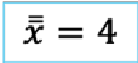 x̿ = 4